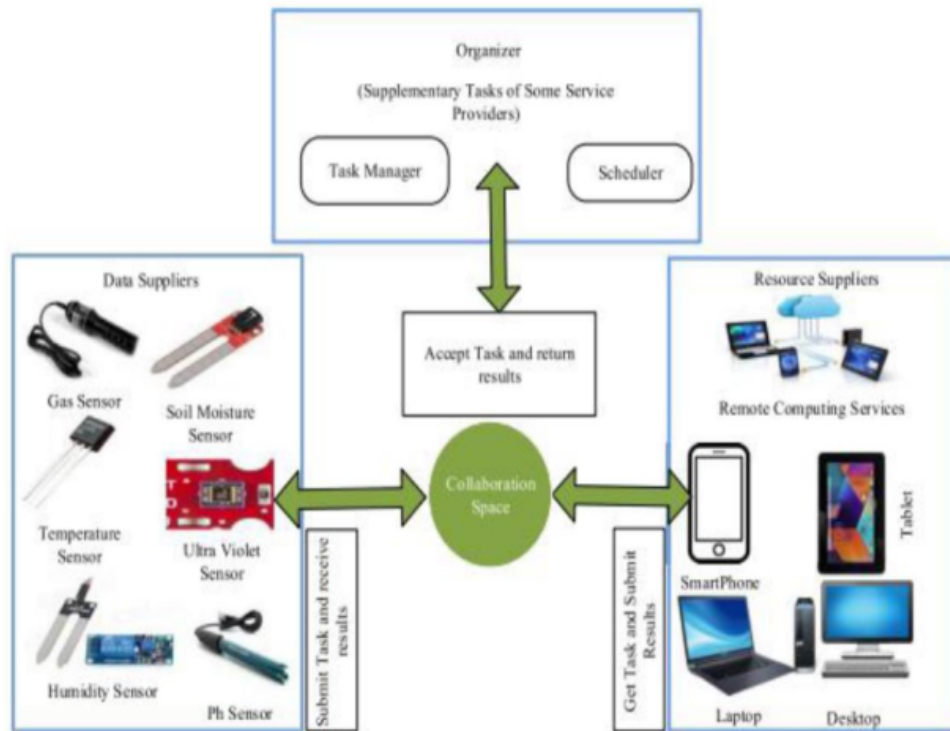 Organizer
(Supplementary Tasks of Some Service
Providers)
Task Manager
Scheduler
Data Suppliers
Gas Sensor
Soil Moisture
Sensor
Temperature
Sensor
Ultra Violet
Sensor
Humidity Sensor
Ph Sensor
Submit Task and receive
results
Accept Task and return
results
Collaboration
Space
Get Task and Submit
Results
Resource Suppliers
Remote Computing Services
SmartPhone
Tablet
Laptop
Desktop